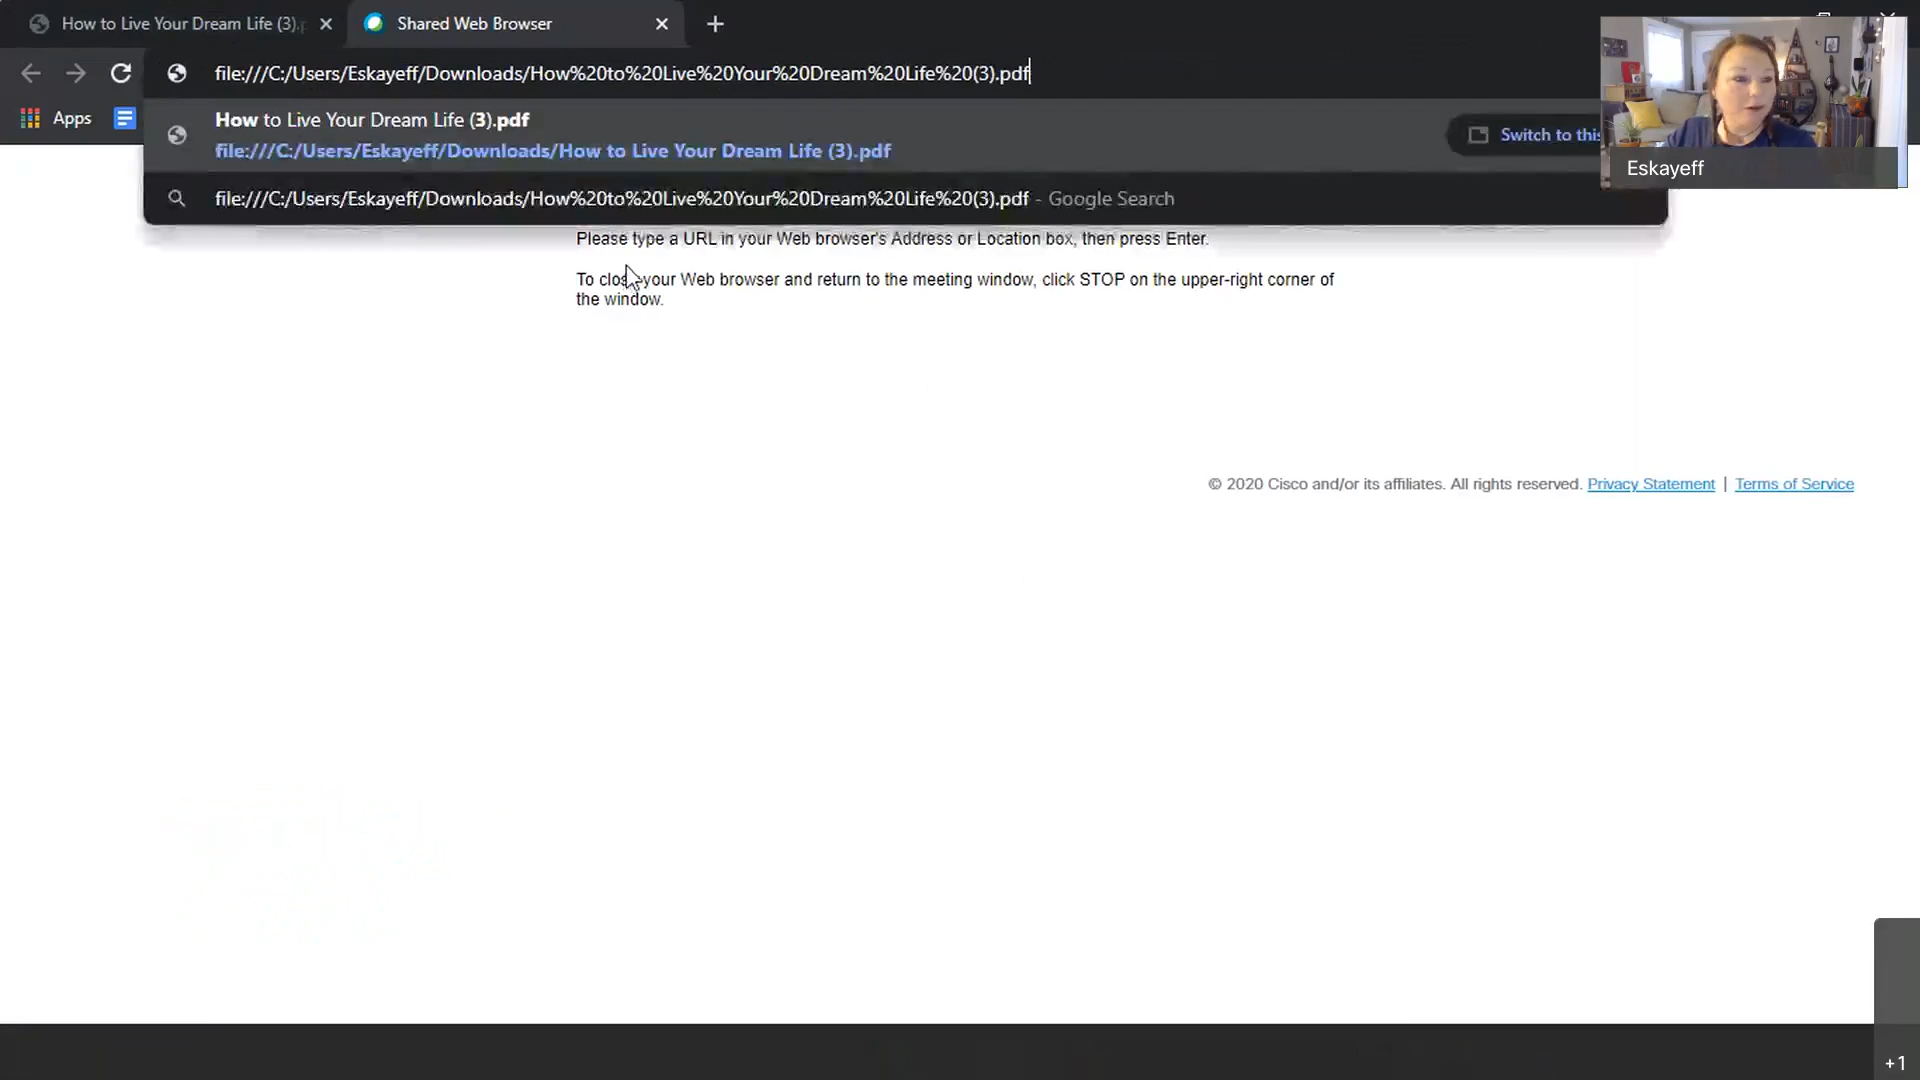 How to Live Your Dream Life (3).p
Shared Web Browser
file:///C:/Users/Eskayeff/Downloads/How%20to%20Live%20Your%20Dream%20Life%20(3).pdf
Apps
How to Live Your Dream Life (3).pdf
file:///C:/Users/Eskayeff/Downloads/How to Live Your Dream Life (3).pdf
Switch to this
Eskayeff
file:///C:/Users/Eskayeff/Downloads/How%20to%20Live%20Your%20Dream%20Life%20(3).pdf - Google Search
Please type a URL in your Web browser's Address or Location box, then press Enter.
To close your Web browser and return to the meeting window, click STOP on the upper-right corner of
the window.
© 2020 Cisco and/or its affiliates. All rights reserved. Privacy Statement | Terms of Service
+1